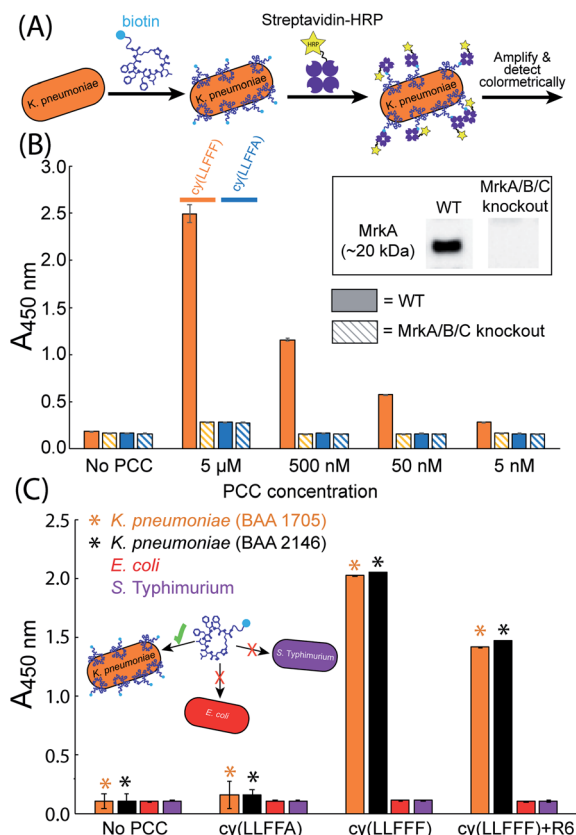 (A)
biotin
Streptavidin-HRP
HRP
K. pneumoniae
K. pneumoniae
K. pneumoniae
Amplify &
detect
colormetrically
(B)
cy(LLFFF)
cy(LLFFA)
3.0
2.5
2.0
1.5
1.0
0.5
0.0
A450 nm
WT
MrkA/B/C
knockout
MrkA
(~20 kDa)
= WT
= MrkA/B/C knockout
No PCC
5 μM
500 nM
50 nM
5 nM
PCC concentration
(C)
* K. pneumoniae (BAA 1705)
* K. pneumoniae (BAA 2146)
E. coli
S. Typhimurium
2.5
2.0
1.5
1.0
0.5
0.0
A450 nm
K. pneumoniae
S. Typhimurium
E. coli
No PCC
cy(LLFFA)
cy(LLFFF)
cy(LLFFF)+R6